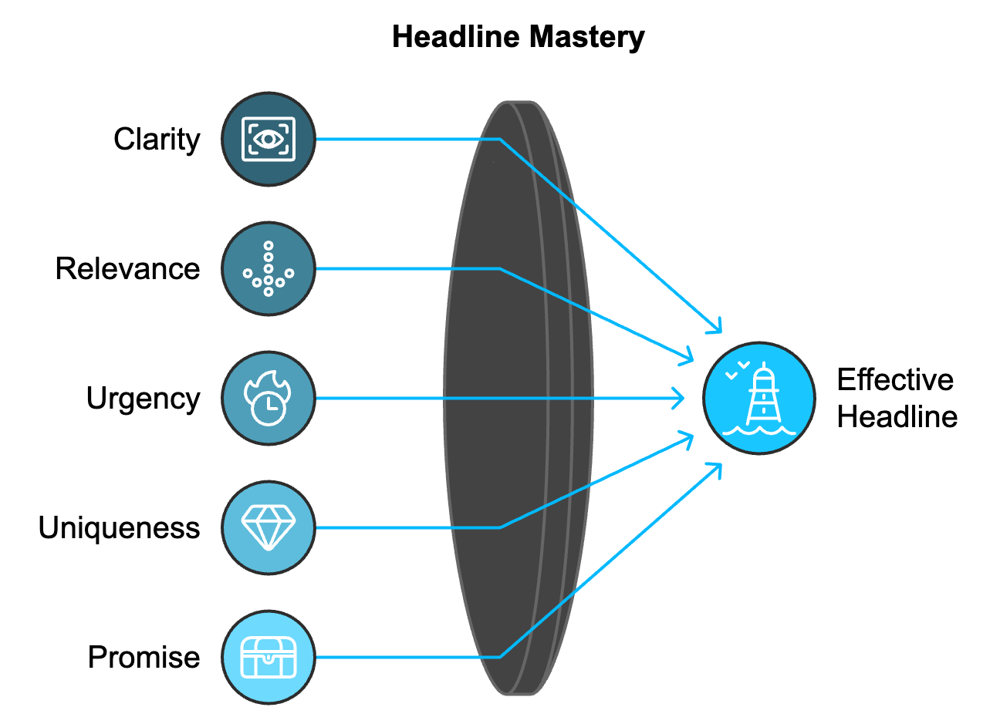 Headline Mastery
Clarity
Relevance
Urgency
Uniqueness
Promise
Effective
Headline